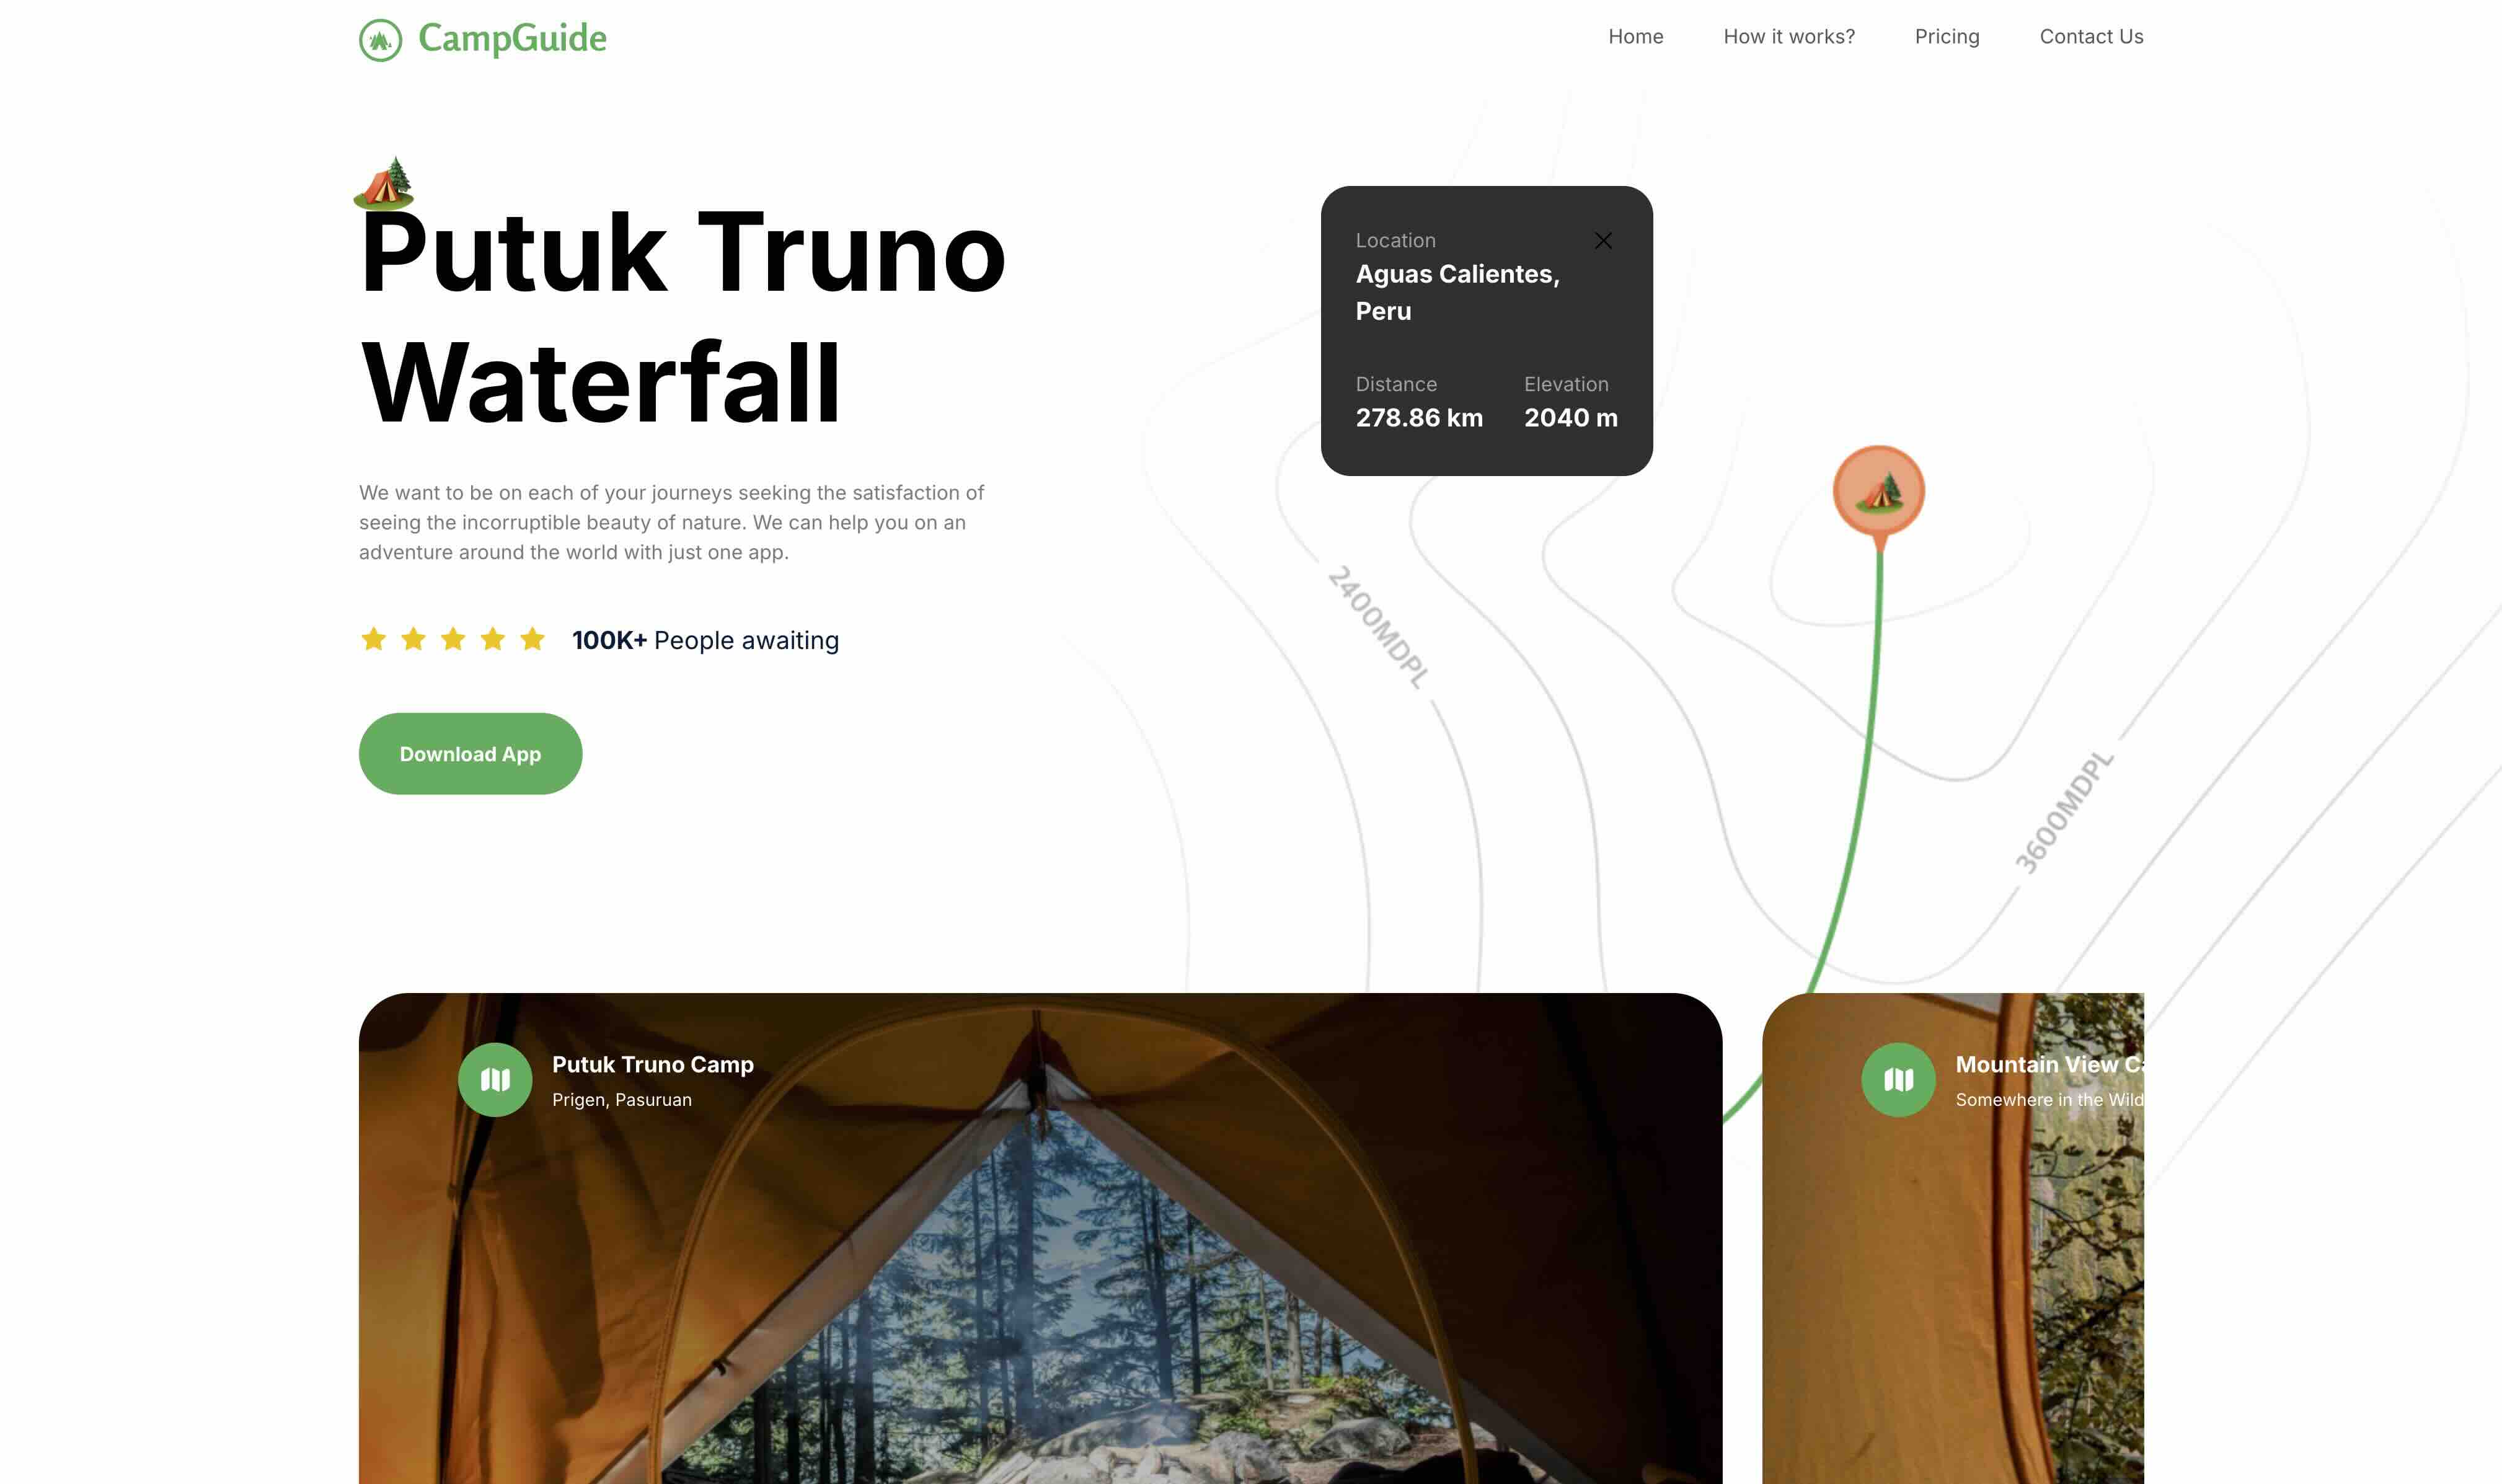 CampGuide
Home
How it works?
Pricing
Contact Us
Putuk Truno
Waterfall
We want to be on each of your journeys seeking the satisfaction of
seeing the incorruptible beauty of nature. We can help you on an
adventure around the world with just one app.
100K+ People awaiting
Download App
Location
Aguas Calientes,
Peru
Distance
278.86 km
Elevation
2040 m
2400MDPL
3600MDPL
Putuk Truno Camp
Prigen, Pasuruan
Mountain View
Somewhere in the Wild